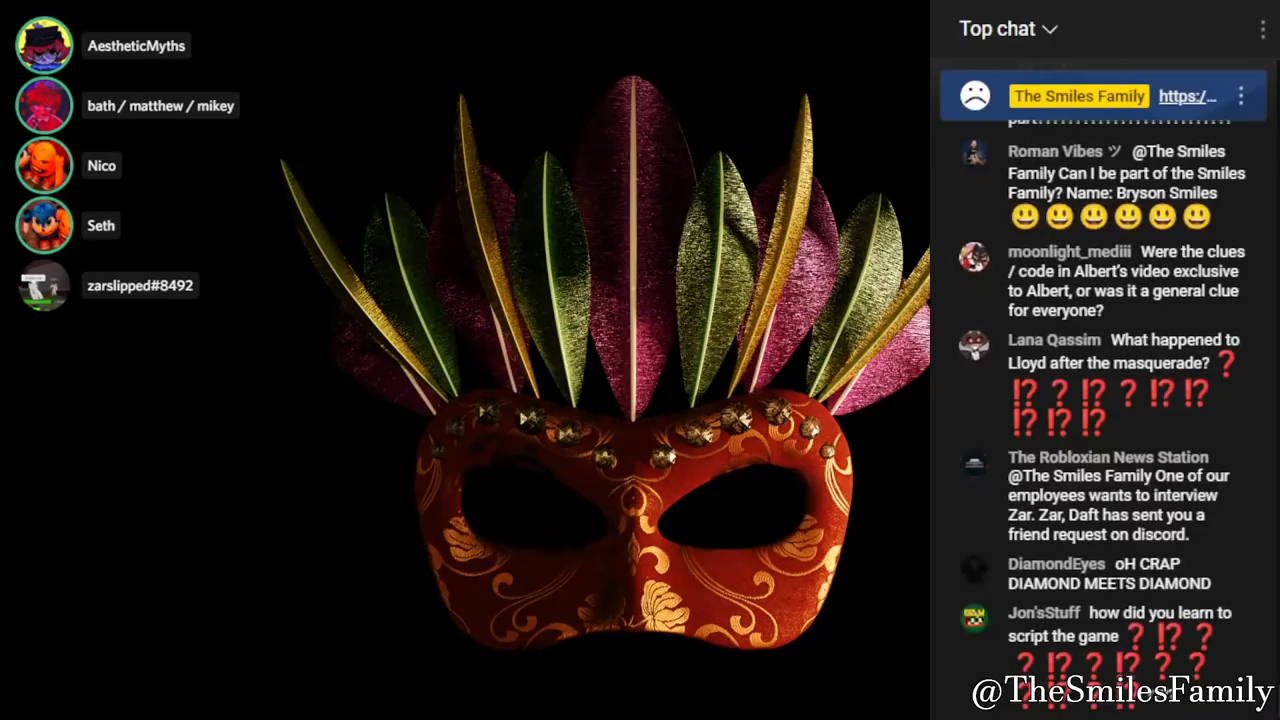 AestheticMyths
bath / matthew / mikey
Nico
Seth
zarslipped#8492
Top chat
The Smiles Family https:/...
Roman Vibes ツ @The Smiles
Family Can I be part of the Smiles
Family? Name: Bryson Smiles
moonlight_mediii Were the clues
/ code in Albert's video exclusive
to Albert, or was it a general clue
for everyone?
Lana Qassim What happened to
Lloyd after the masquerade? ❓
⁉️ ❓ ⁉️ ❓ ⁉️ ⁉️
⁉️ ⁉️ ⁉️
The Robloxian News Station
@The Smiles Family One of our
employees wants to interview
Zar. Zar, Daft has sent you a
friend request on discord.
DiamondEyes oH CRAP
DIAMOND MEETS DIAMOND
Jon'sStuff how did you learn to
script the game ❓ ⁉️ ❓
❓ ⁉️ ❓ ⁉️ ❓ ❓
@TheSmilesFamily